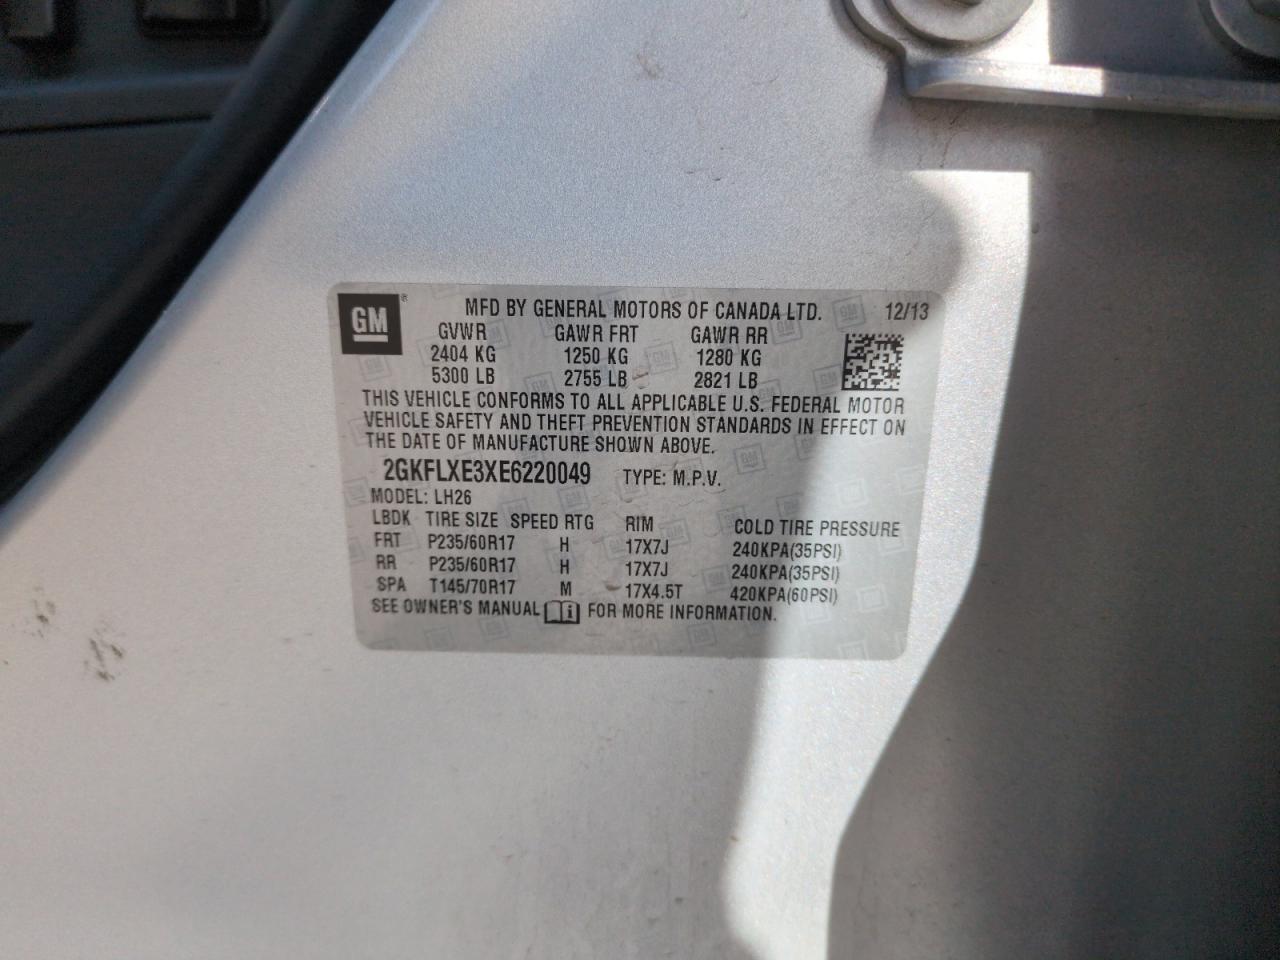 GM ® MFD BY GENERAL MOTORS OF CANADA LTD. 12/13
GVWR GAWR FRT GAWR RR
2404 KG 1250 KG 1280 KG
5300 LB 2755 LB 2821 LB
THIS VEHICLE CONFORMS TO ALL APPLICABLE U.S. FEDERAL MOTOR
VEHICLE SAFETY AND THEFT PREVENTION STANDARDS IN EFFECT ON
THE DATE OF MANUFACTURE SHOWN ABOVE.
2GKFLXE3XE6220049 TYPE: M.P.V.
MODEL: LH26
LBDK TIRE SIZE SPEED RTG RIM COLD TIRE PRESSURE
FRT P235/60R17 H 17X7J 240KPA(35PSI)
RR P235/60R17 H 17X7J 240KPA(35PSI)
SPA T145/70R17 M 17X4.5T 420KPA(60PSI)
SEE OWNER'S MANUAL i FOR MORE INFORMATION.